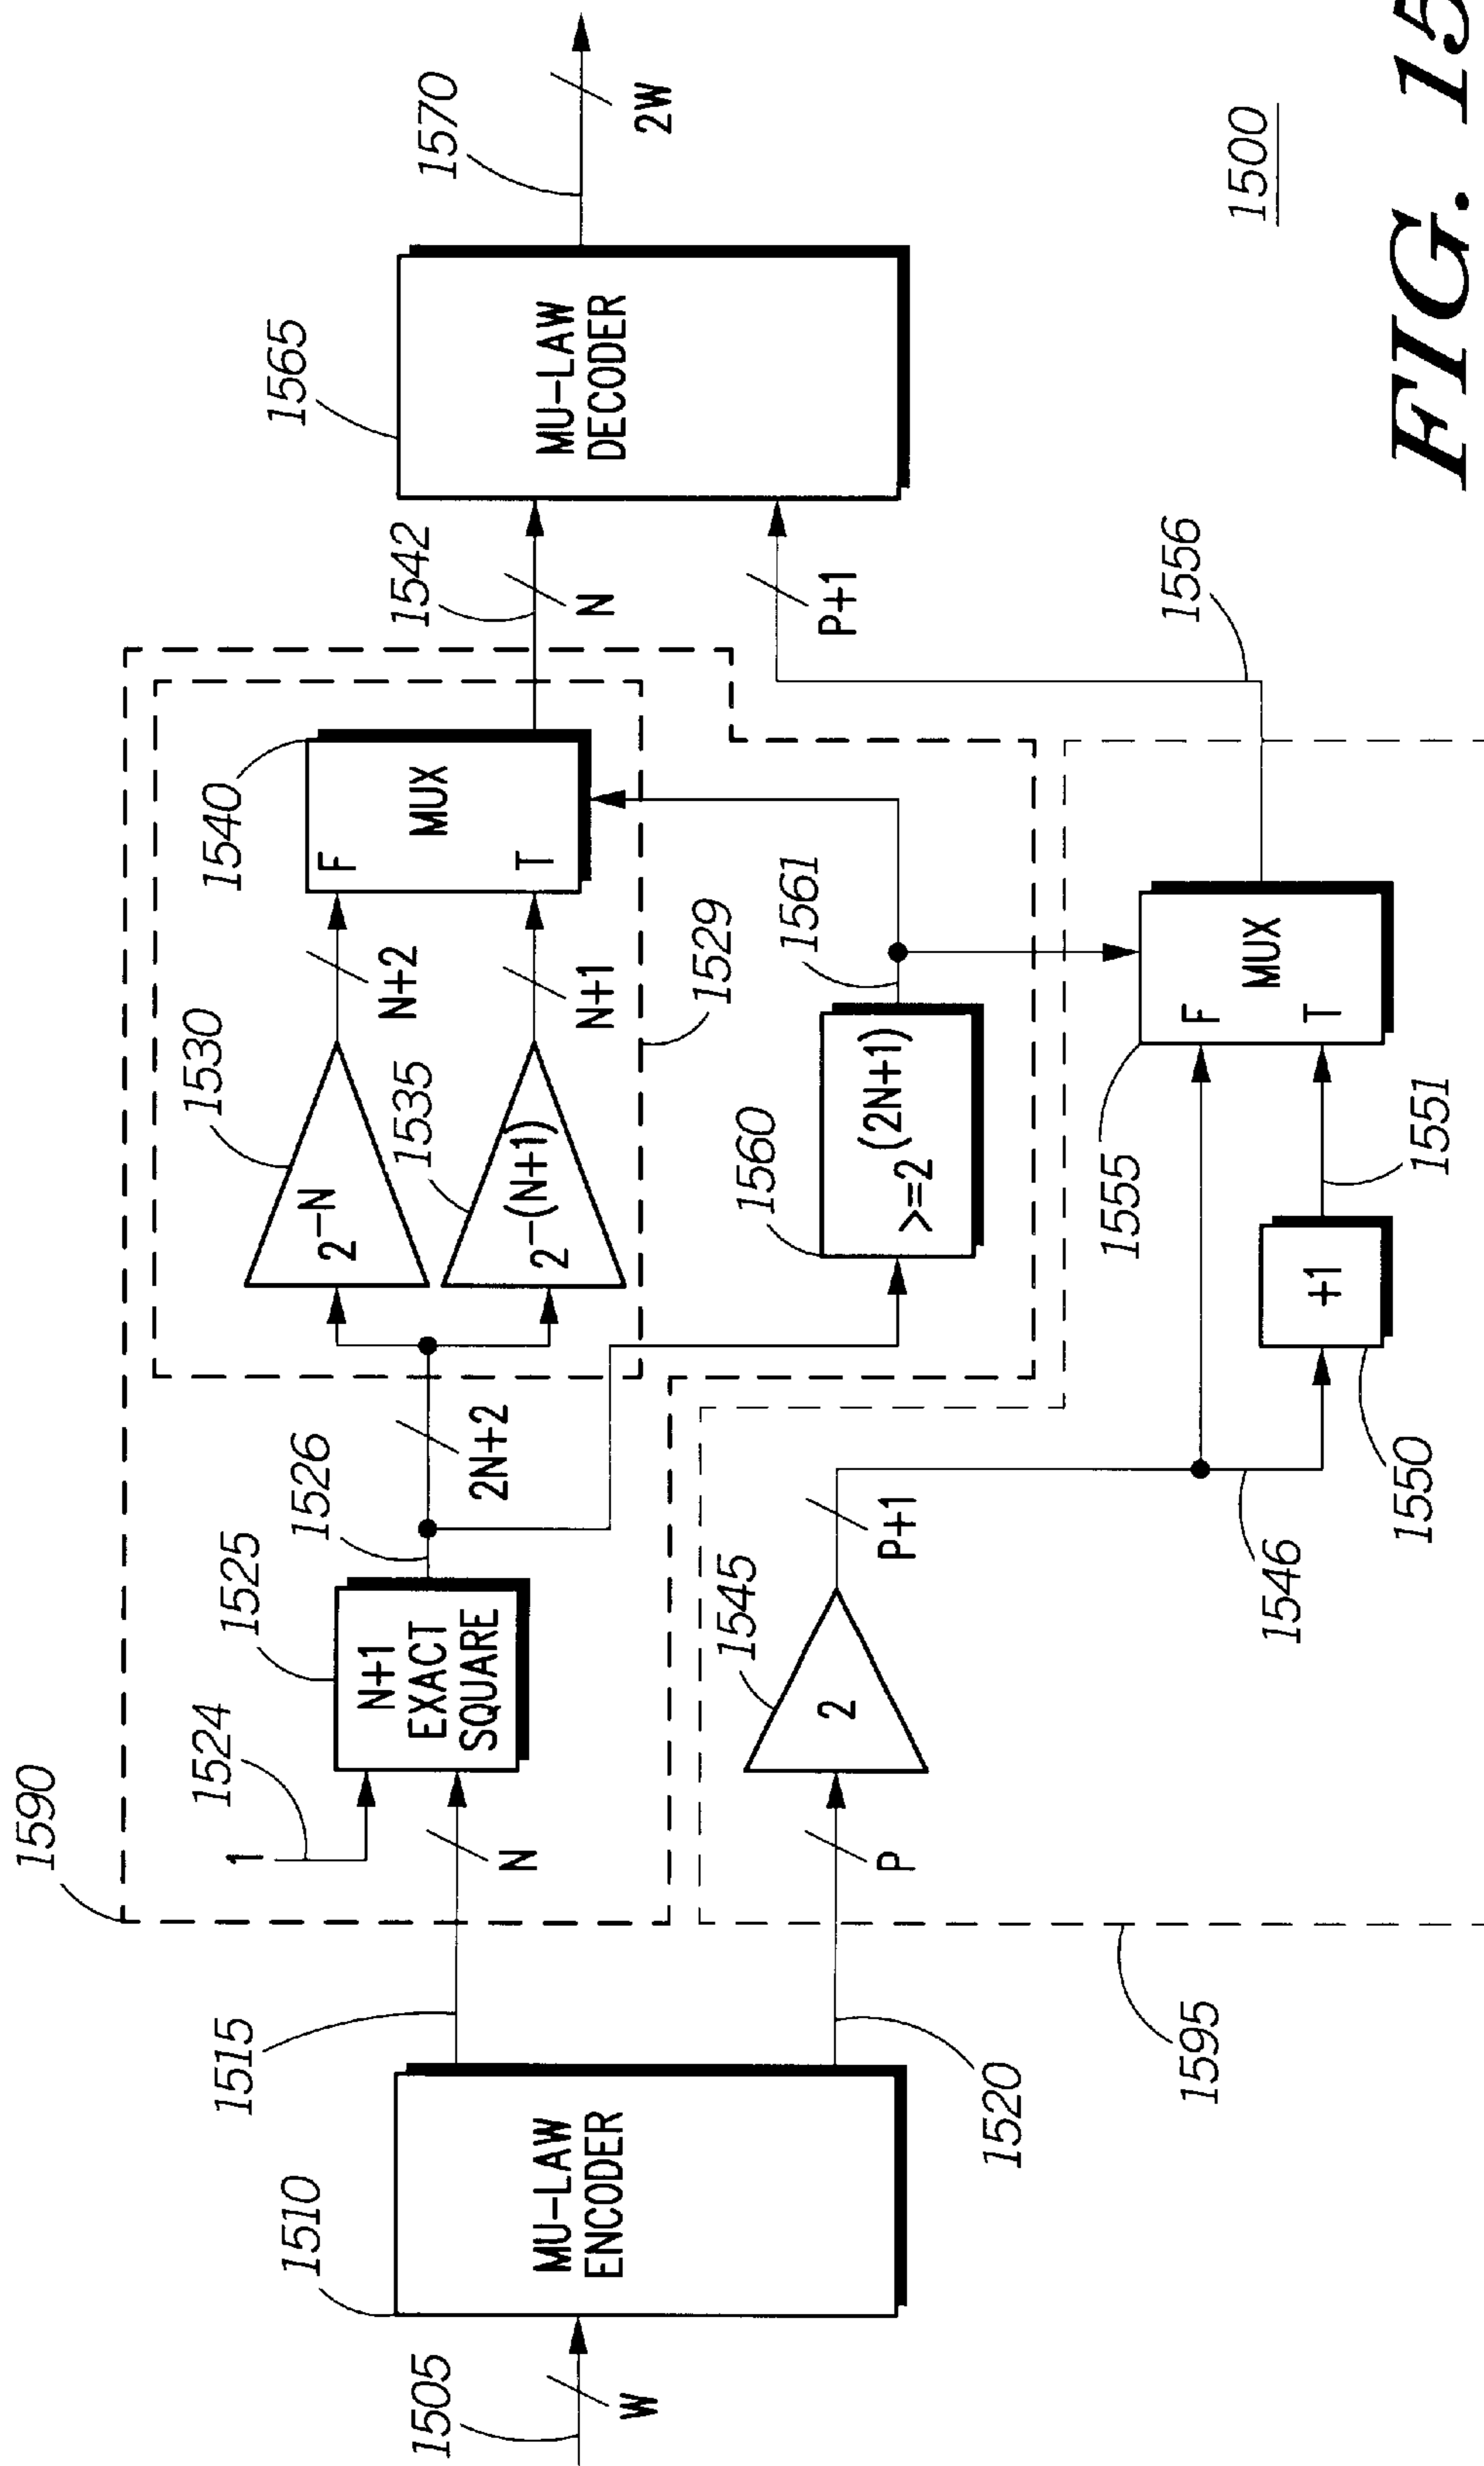 1590
1524
1
1525
N+1
EXACT
SQUARE
N
1526
2N+2
1530
2^-N
1535
2^-(N+1)
N+2
N+1
1540
F
MUX
T
1529
1560
>=2^(2N+1)
1561
1542
N
1565
MU-LAW
DECODER
1570
2W
1505
W
1510
MU-LAW
ENCODER
1515
1520
P
1545
2
P+1
1546
1550
+1
1551
1555
F
MUX
T
1556
P+1
1595
1500
FIG. 15